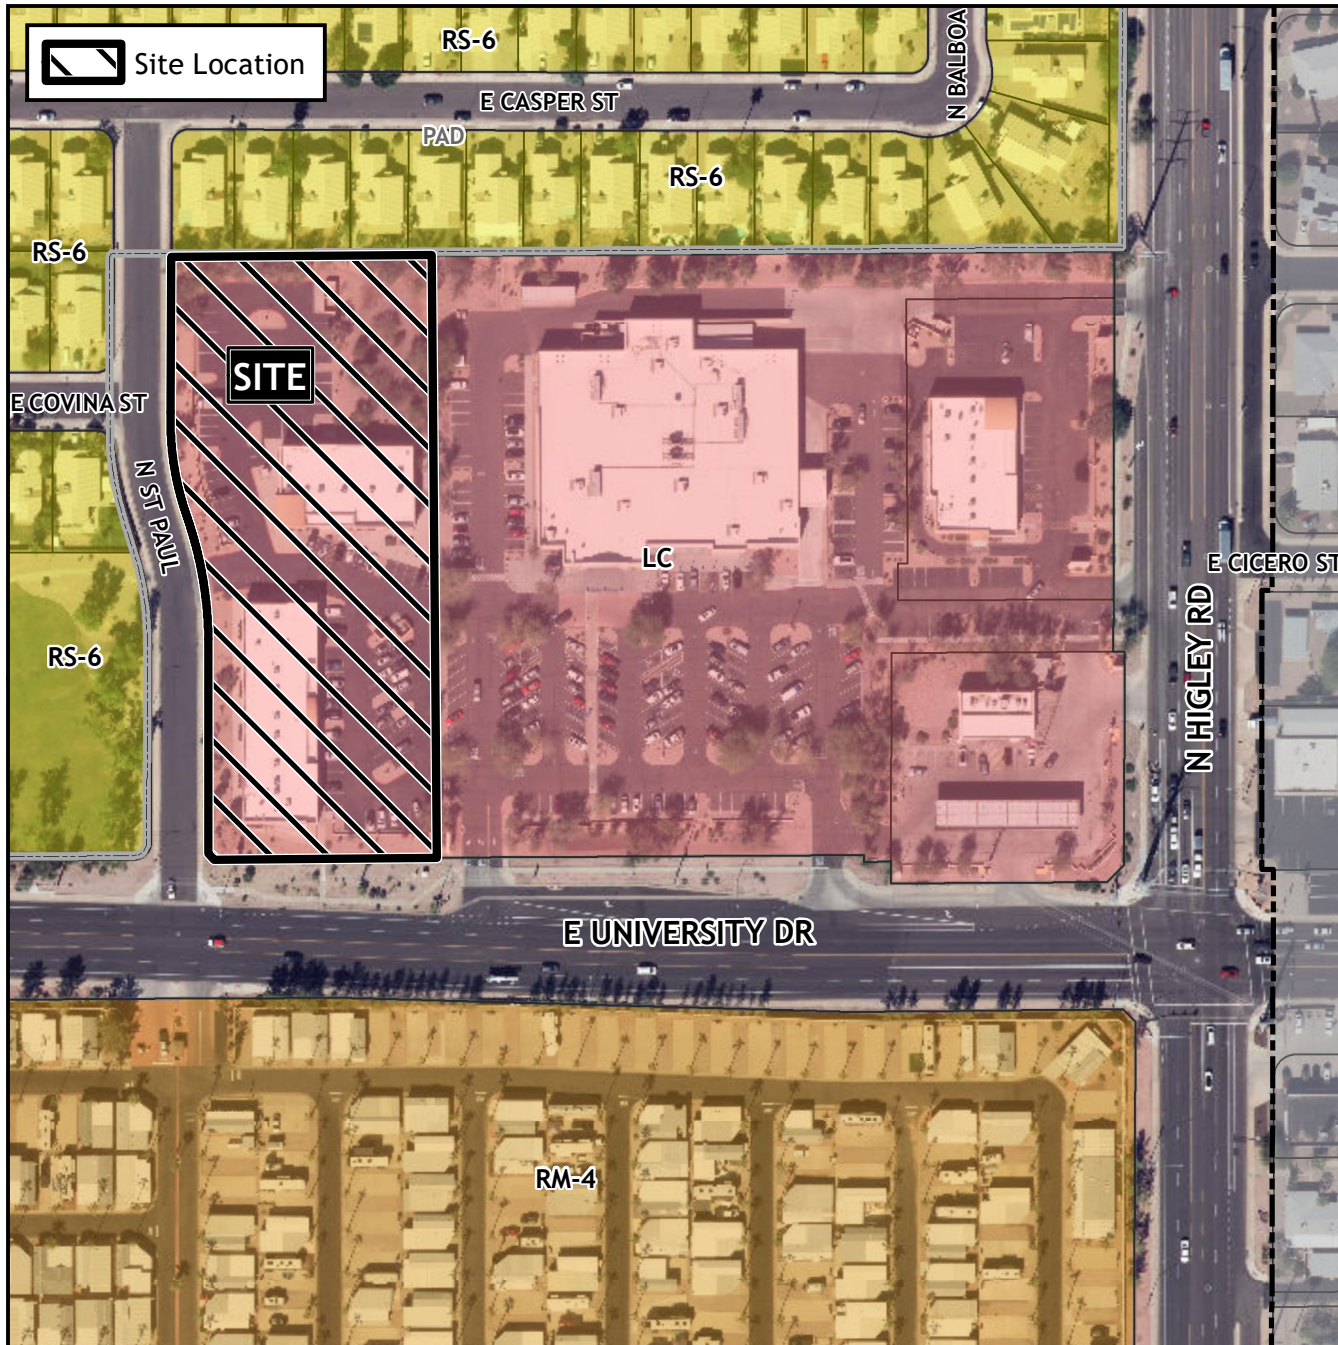 Site Location
RS-6
N BALBOA
E CASPER ST
PAD
RS-6
RS-6
SITE
E COVINA ST
N ST PAUL
LC
E CICERO ST
RS-6
N HIGLEY RD
E UNIVERSITY DR
RM-4